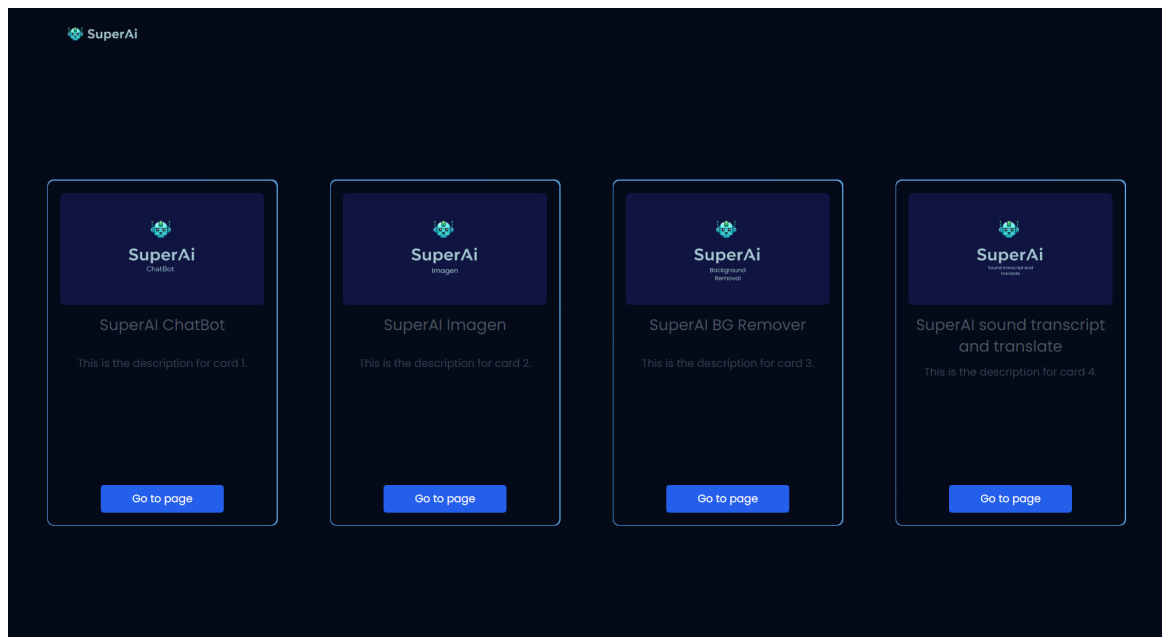 SuperAi
SuperAi
ChatBot
SuperAI ChatBot
This is the description for card 1.
Go to page
SuperAi
Imagen
SuperAI Imagen
This is the description for card 2.
Go to page
SuperAi
Background
Removal
SuperAI BG Remover
This is the description for card 3.
Go to page
SuperAi
Sound transcript and
translate
SuperAI sound transcript
and translate
This is the description for card 4.
Go to page